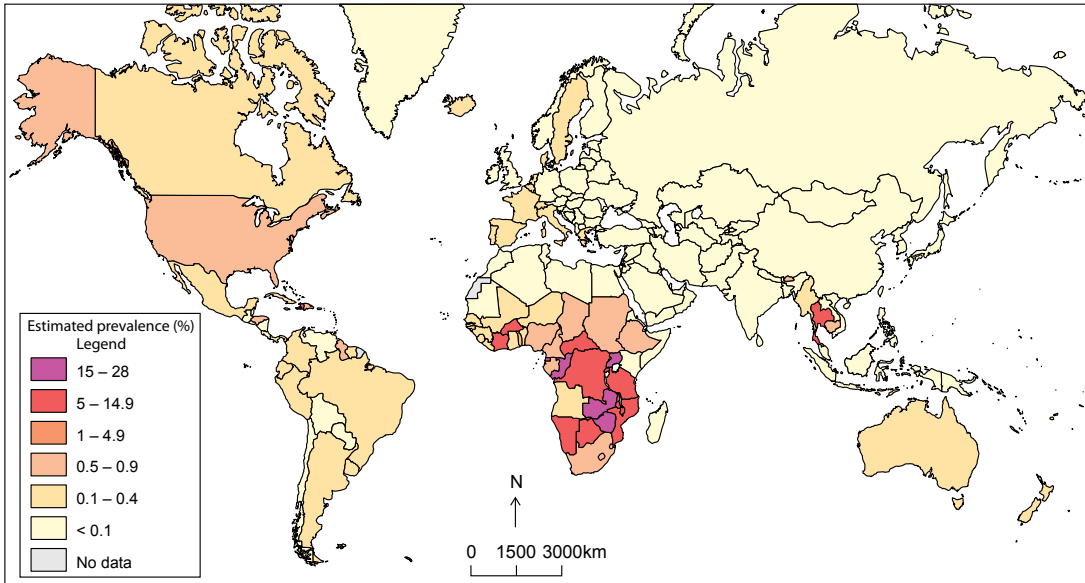 Estimated prevalence (%)
Legend
15 – 28
5 – 14.9
1 – 4.9
0.5 – 0.9
0.1 – 0.4
< 0.1
No data
N
0 1500 3000km